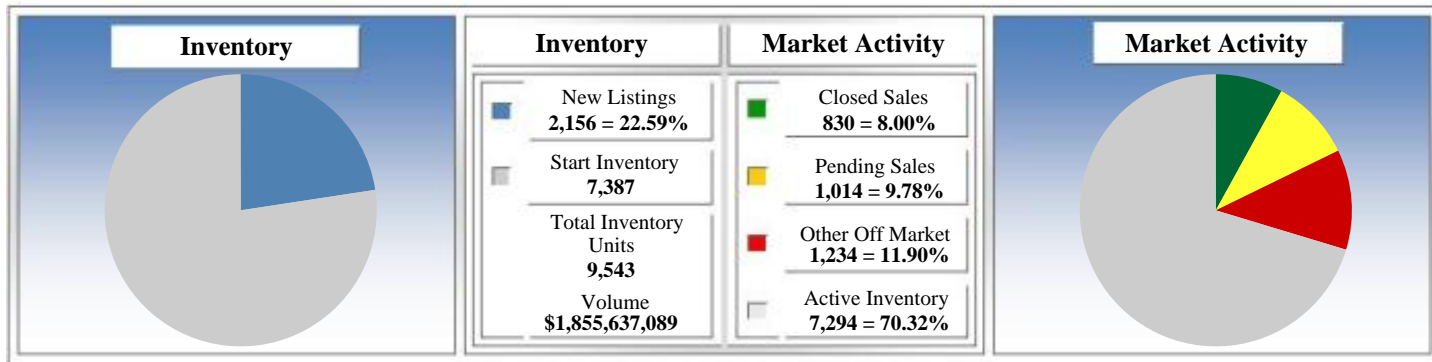 Inventory
Inventory
New Listings
2,156 = 22.59%
Start Inventory
7,387
Total Inventory
Units
9,543
Volume
$1,855,637,089
Market Activity
Closed Sales
830 = 8.00%
Pending Sales
1,014 = 9.78%
Other Off Market
1,234 = 11.90%
Active Inventory
7,294 = 70.32%
Market Activity